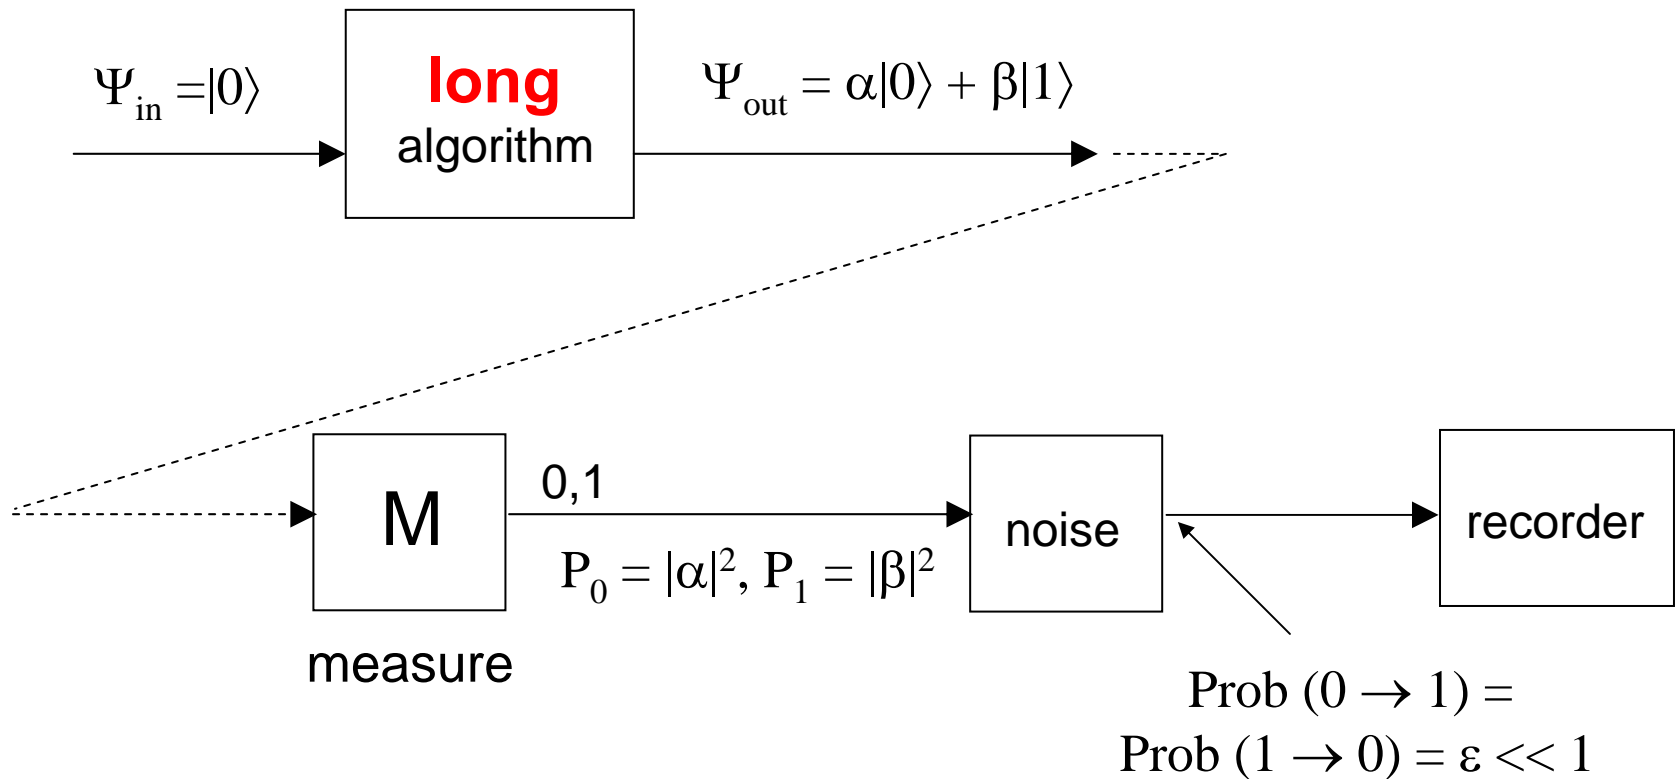 Ψin =|0⟩
long
algorithm
Ψout = α|0⟩ + β|1⟩
M
measure
0,1
P0 = |α|2, P1 = |β|2
noise
recorder
Prob (0 → 1) =
Prob (1 → 0) = ε << 1